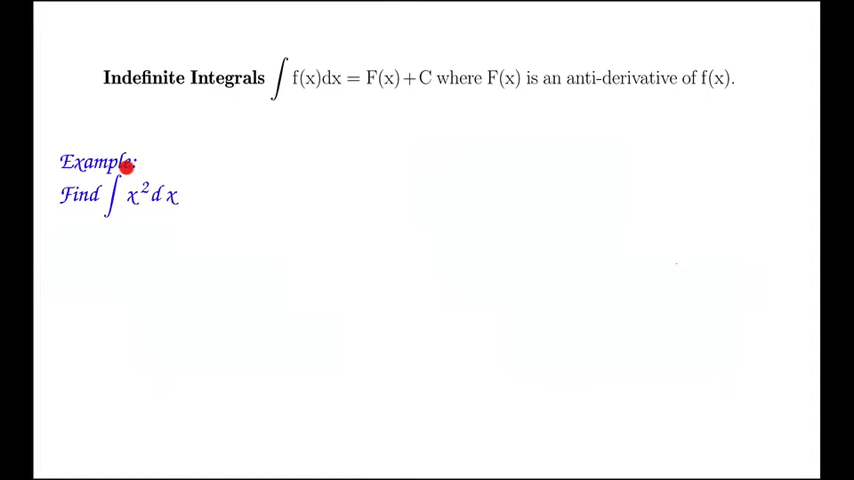 Indefinite Integrals ∫ f(x)dx = F(x)+C where F(x) is an anti-derivative of f(x).
Example:
Find ∫ x²dx